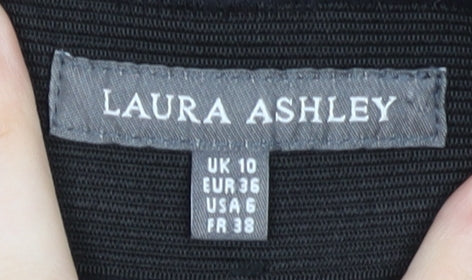 LAURA ASHLEY
UK 10
EUR 36
USA 6
FR 38